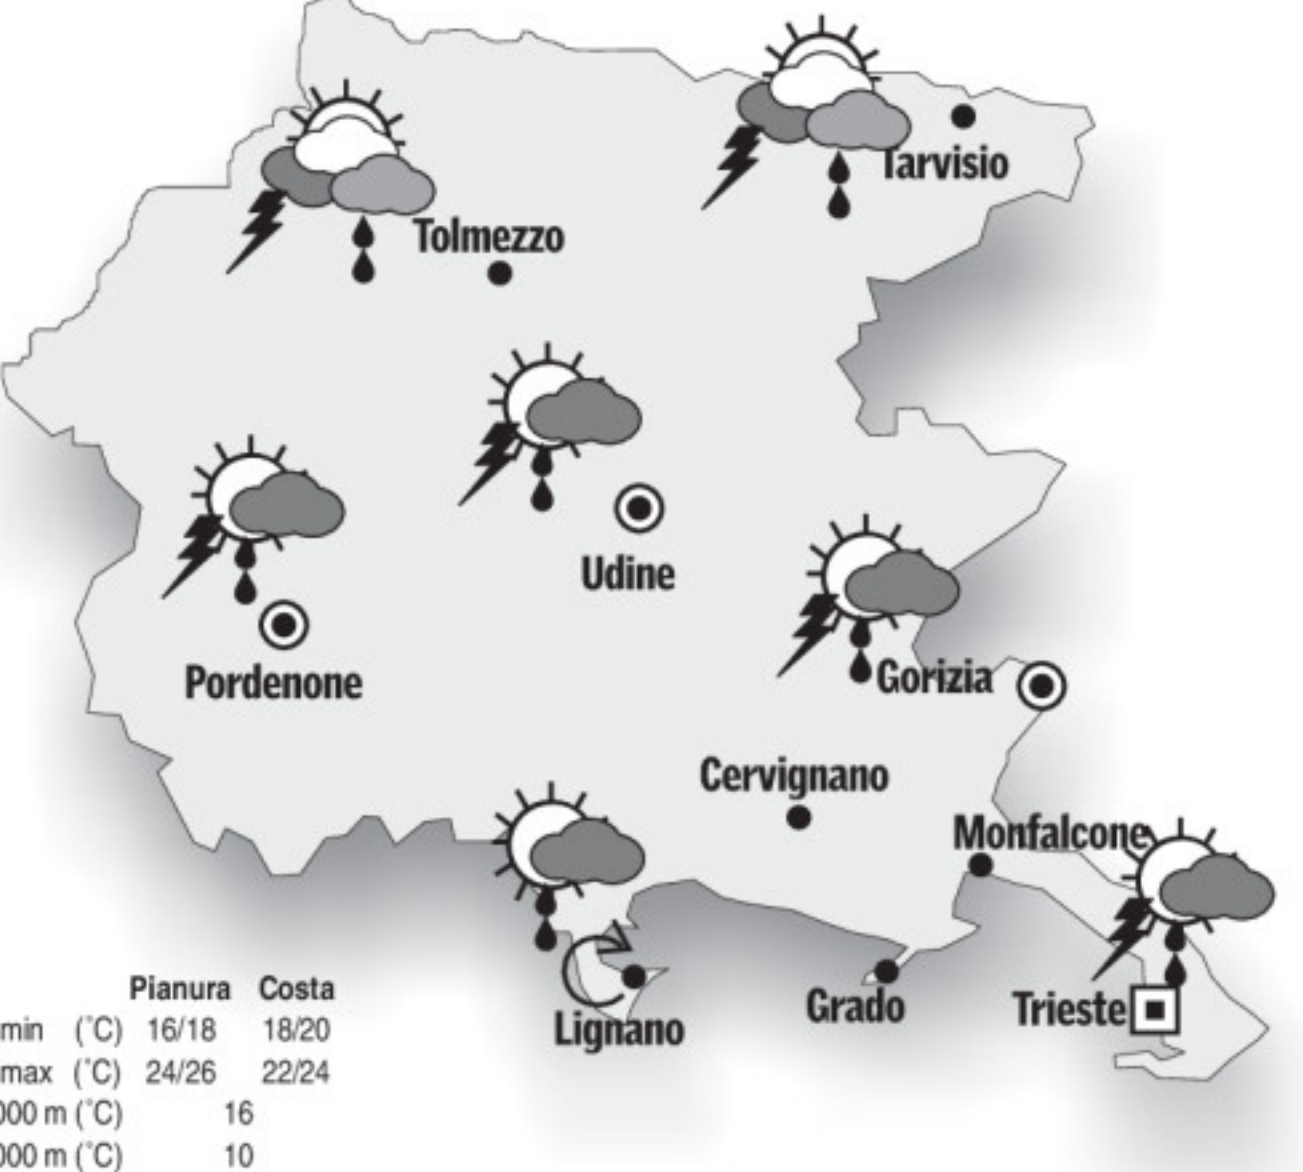 Tarvisio
Tolmezzo
Udine
Pordenone
Gorizia
Cervignano
Monfalcone
Grado
Trieste
Lignano
Pianura Costa
min (°C) 16/18 18/20
max (°C) 24/26 22/24
000 m (°C) 16
000 m (°C) 10